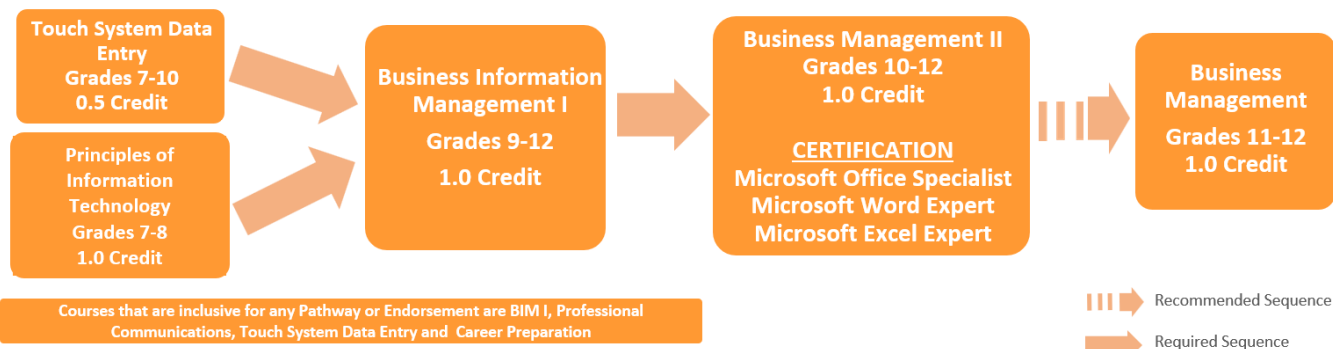 Touch System Data
Entry
Grades 7-10
0.5 Credit
Principles of
Information
Technology
Grades 7-8
1.0 Credit
Business Information
Management I
Grades 9-12
1.0 Credit
Business Management II
Grades 10-12
1.0 Credit
CERTIFICATION
Microsoft Office Specialist
Microsoft Word Expert
Microsoft Excel Expert
Business
Management
Grades 11-12
1.0 Credit
Courses that are inclusive for any Pathway or Endorsement are BIM I, Professional
Communications, Touch System Data Entry and Career Preparation
Recommended Sequence
Required Sequence